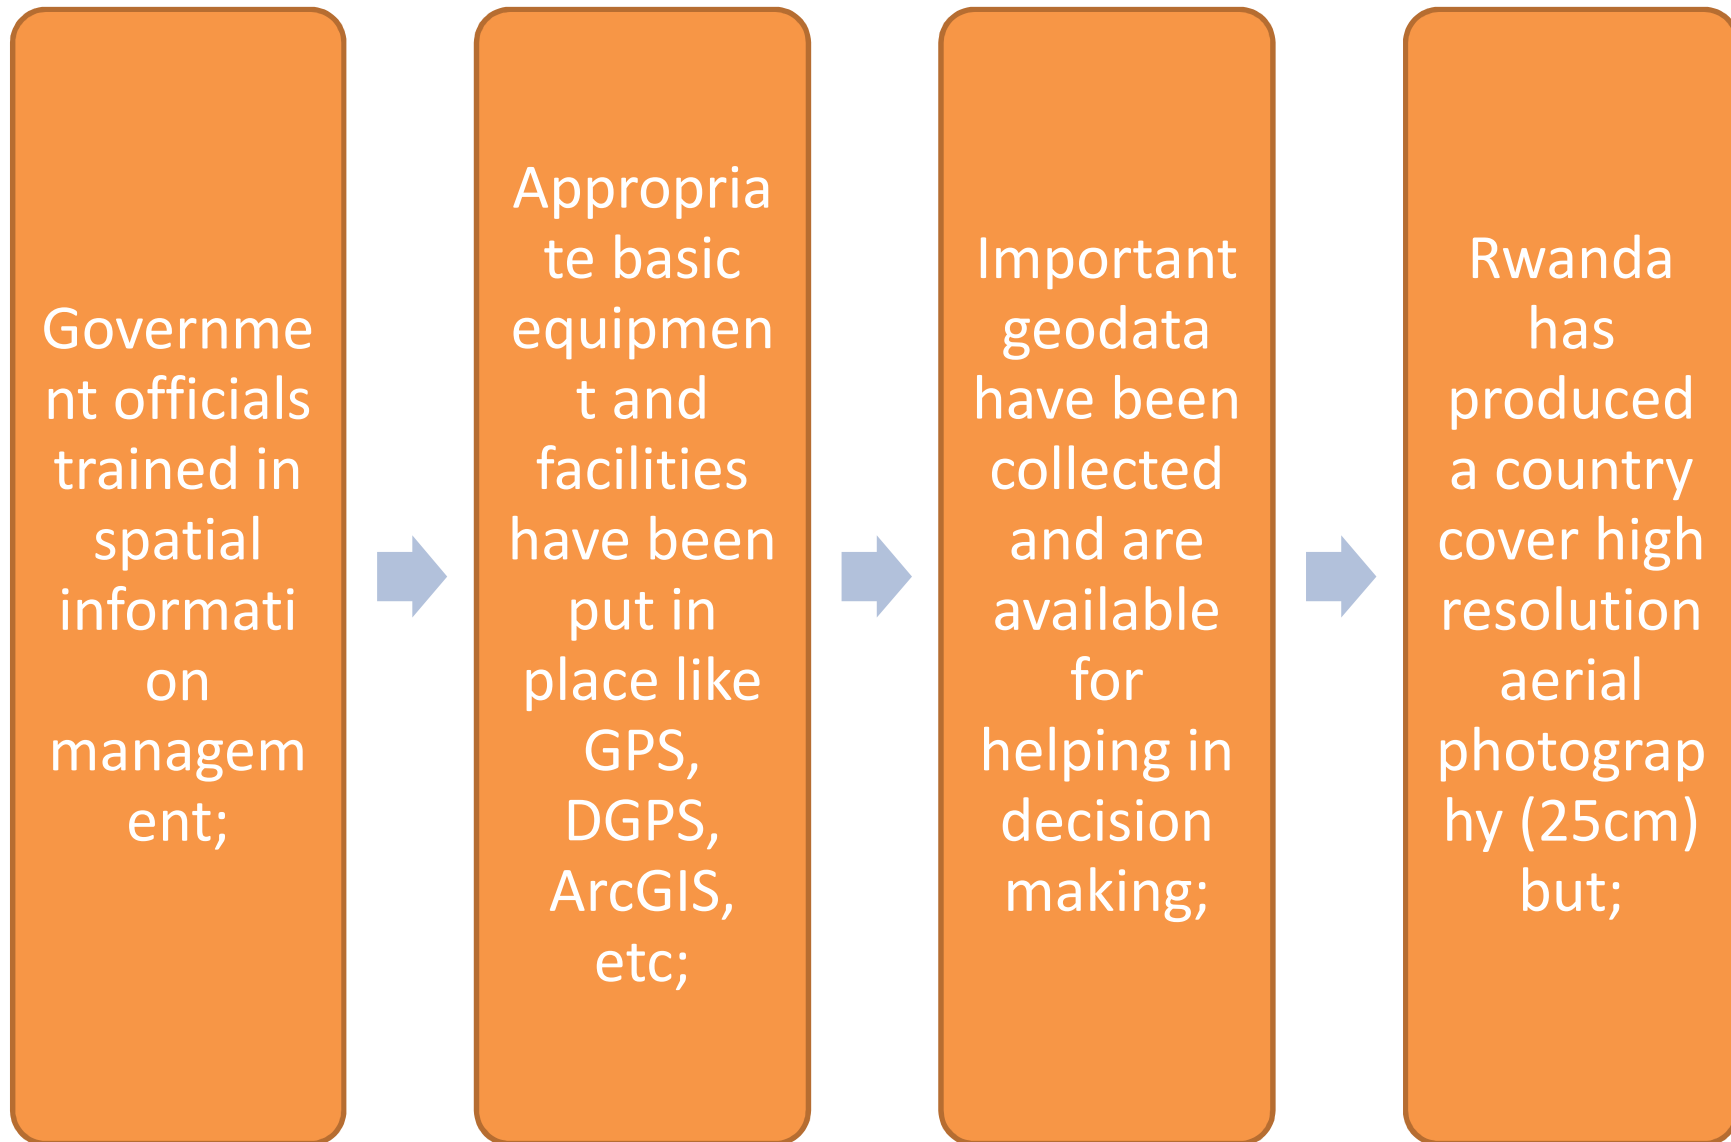 Governme
nt officials
trained in
spatial
informati
on
managem
ent;
Appropria
te basic
equipmen
t and
facilities
have been
put in
place like
GPS,
DGPS,
ArcGIS,
etc;
Important
geodata
have been
collected
and are
available
for
helping in
decision
making;
Rwanda
has
produced
a country
cover high
resolution
aerial
photograp
hy (25cm)
but;